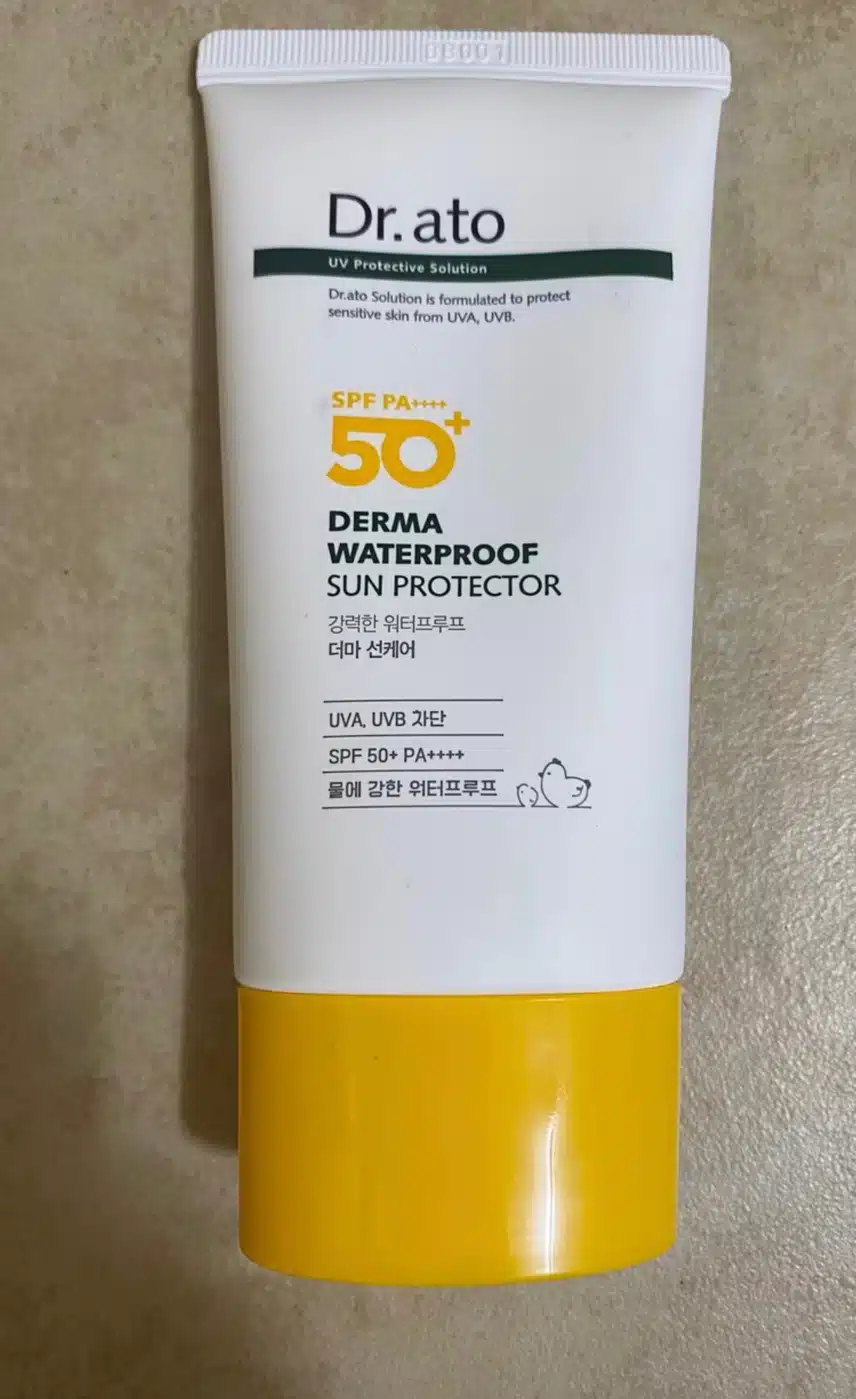 Dr.ato
UV Protective Solution
Dr.ato Solution is formulated to protect
sensitive skin from UVA, UVB.
SPF PA++++
50+
DERMA
WATERPROOF
SUN PROTECTOR
강력한 워터프루프
더마 선케어
UVA, UVB 차단
SPF 50+ PA++++
물에 강한 워터프루프